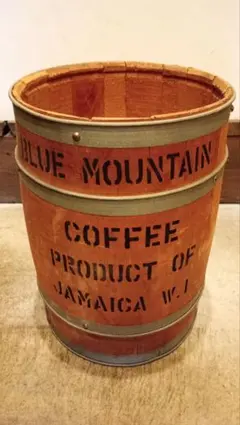 BLUE MOUNTAIN
COFFEE
PRODUCT OF
JAMAICA W.I